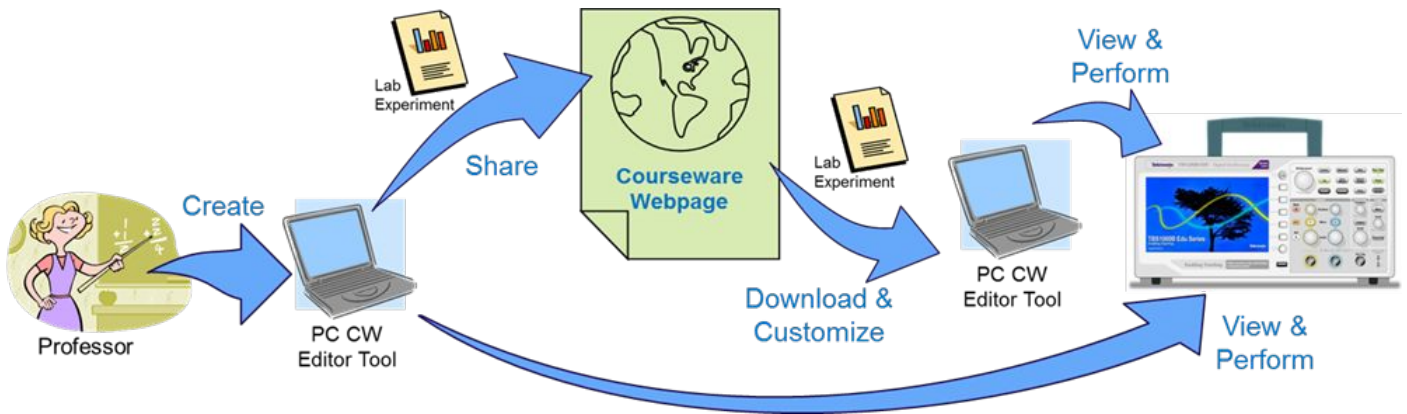 Lab
Experiment
Share
Courseware
Webpage
Create
Professor
PC CW
Editor Tool
Lab
Experiment
Download &
Customize
PC CW
Editor Tool
View &
Perform
Tektronix
TBS1000B Edu Series
View &
Perform